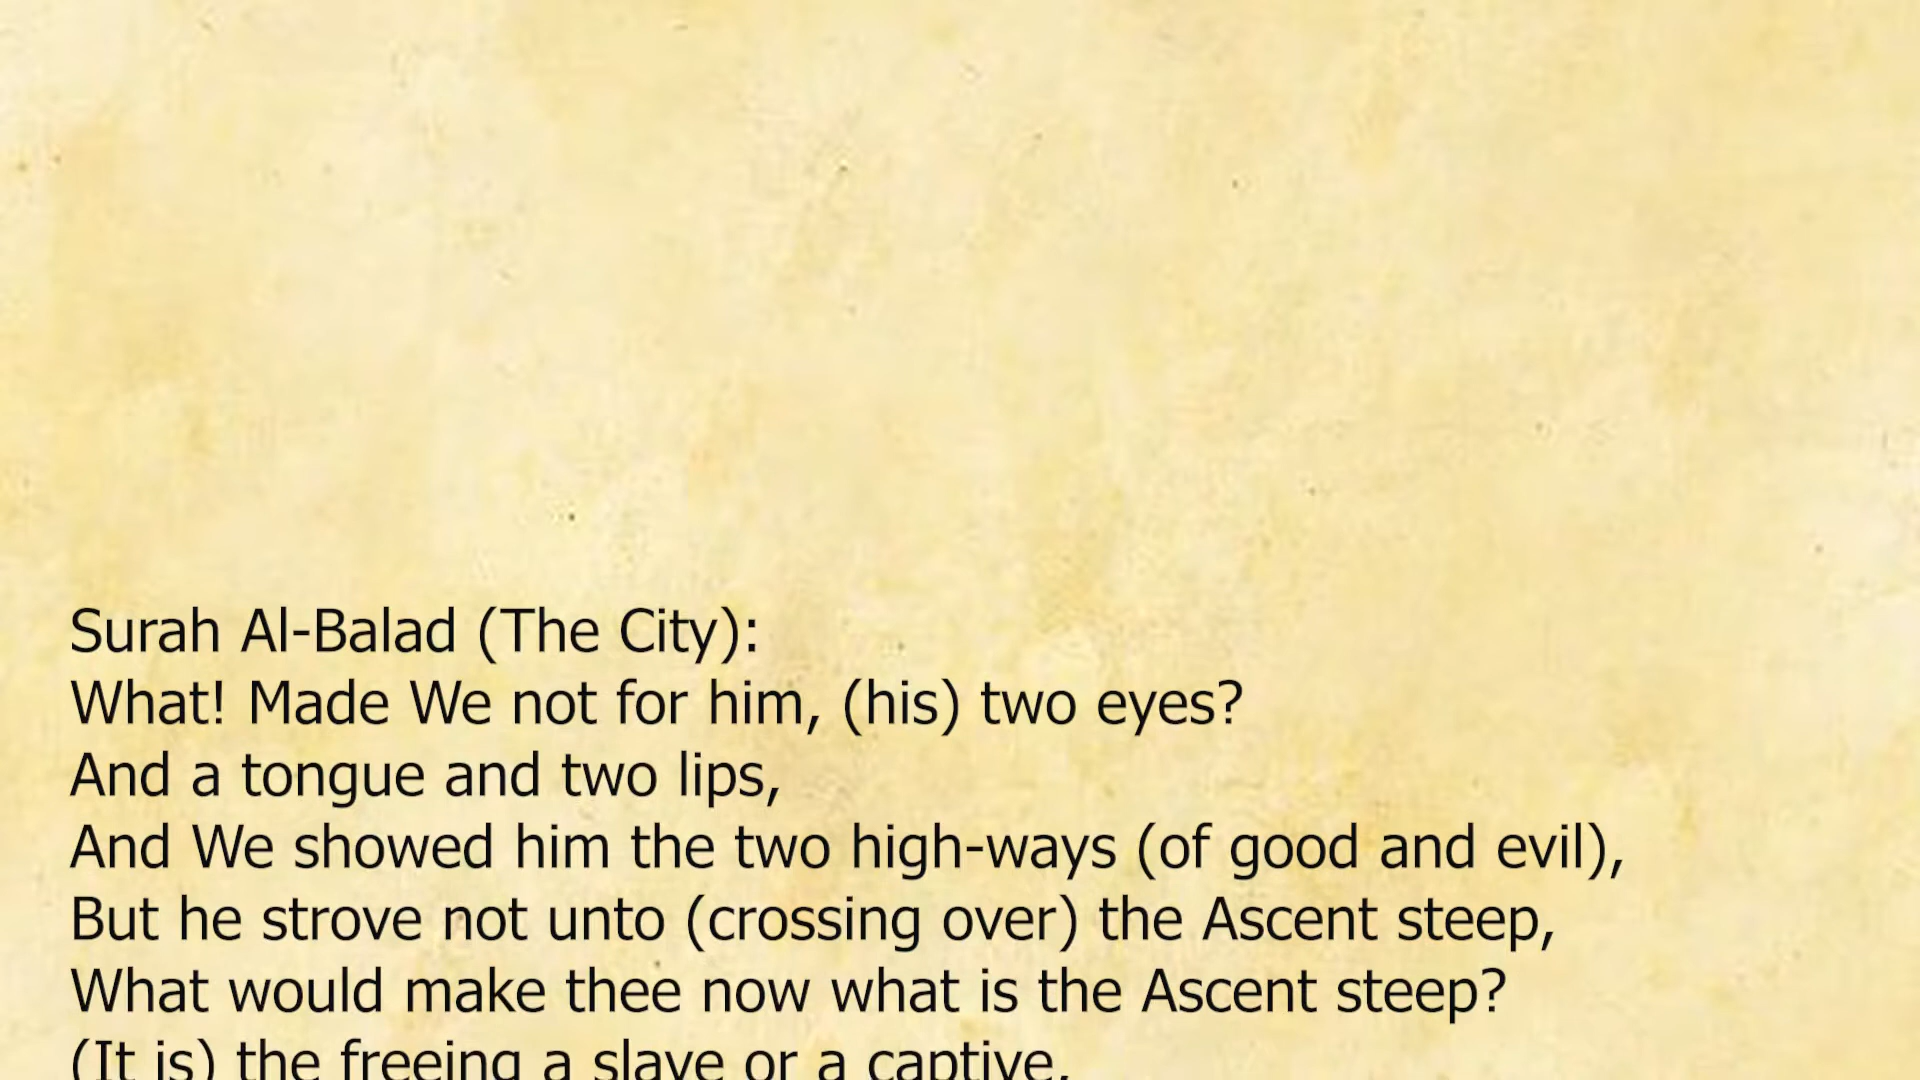 Surah Al-Balad (The City):
What! Made We not for him, (his) two eyes?
And a tongue and two lips,
And We showed him the two high-ways (of good and evil),
But he strove not unto (crossing over) the Ascent steep,
What would make thee now what is the Ascent steep?
(It is) the freeing a slave or a captive,